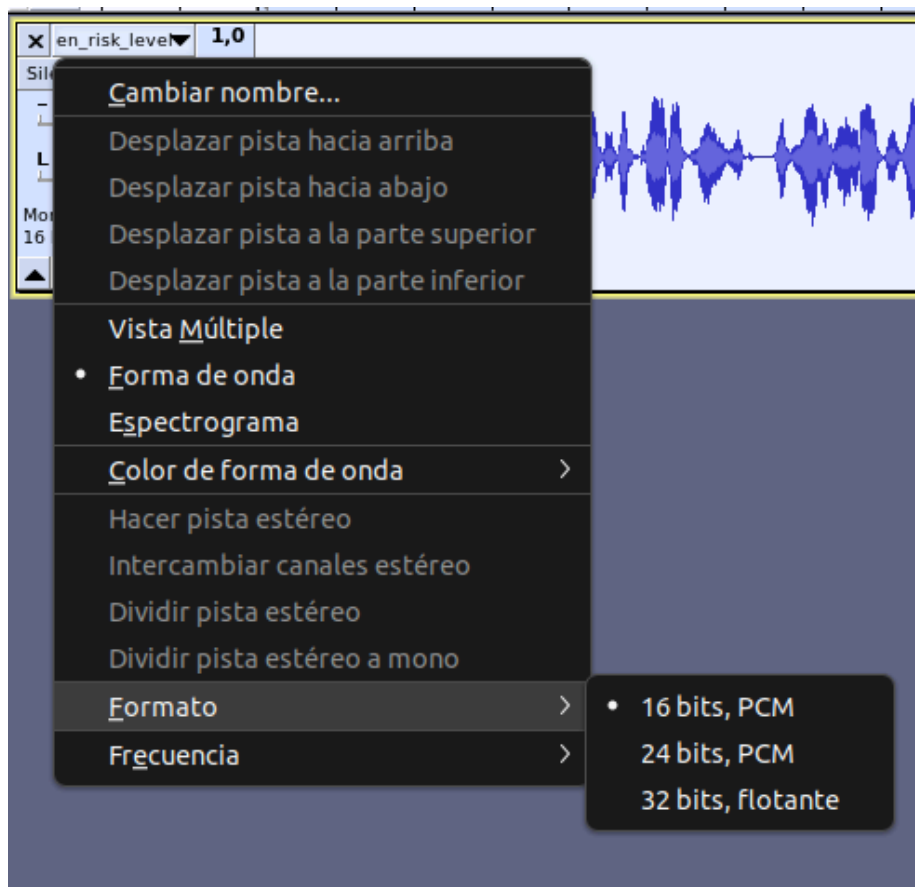 en_risk_level 1,0
Cambiar nombre...
Desplazar pista hacia arriba
L
Desplazar pista hacia abajo
Desplazar pista a la parte superior
16
Desplazar pista a la parte inferior
Vista Múltiple
Forma de onda
Espectrograma
Color de forma de onda
Hacer pista estéreo
Intercambiar canales estéreo
Dividir pista estéreo
Dividir pista estéreo a mono
Formato
16 bits, PCM
24 bits, PCM
Frecuencia
32 bits, flotante